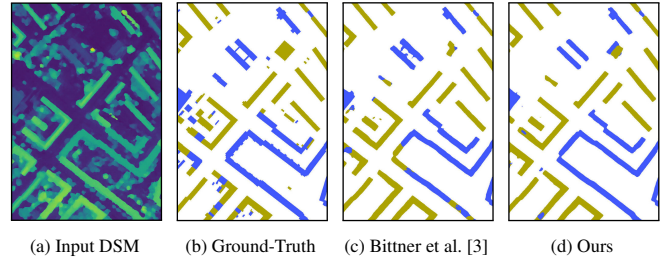 (a) Input DSM
(b) Ground-Truth
(c) Bittner et al. [3]
(d) Ours